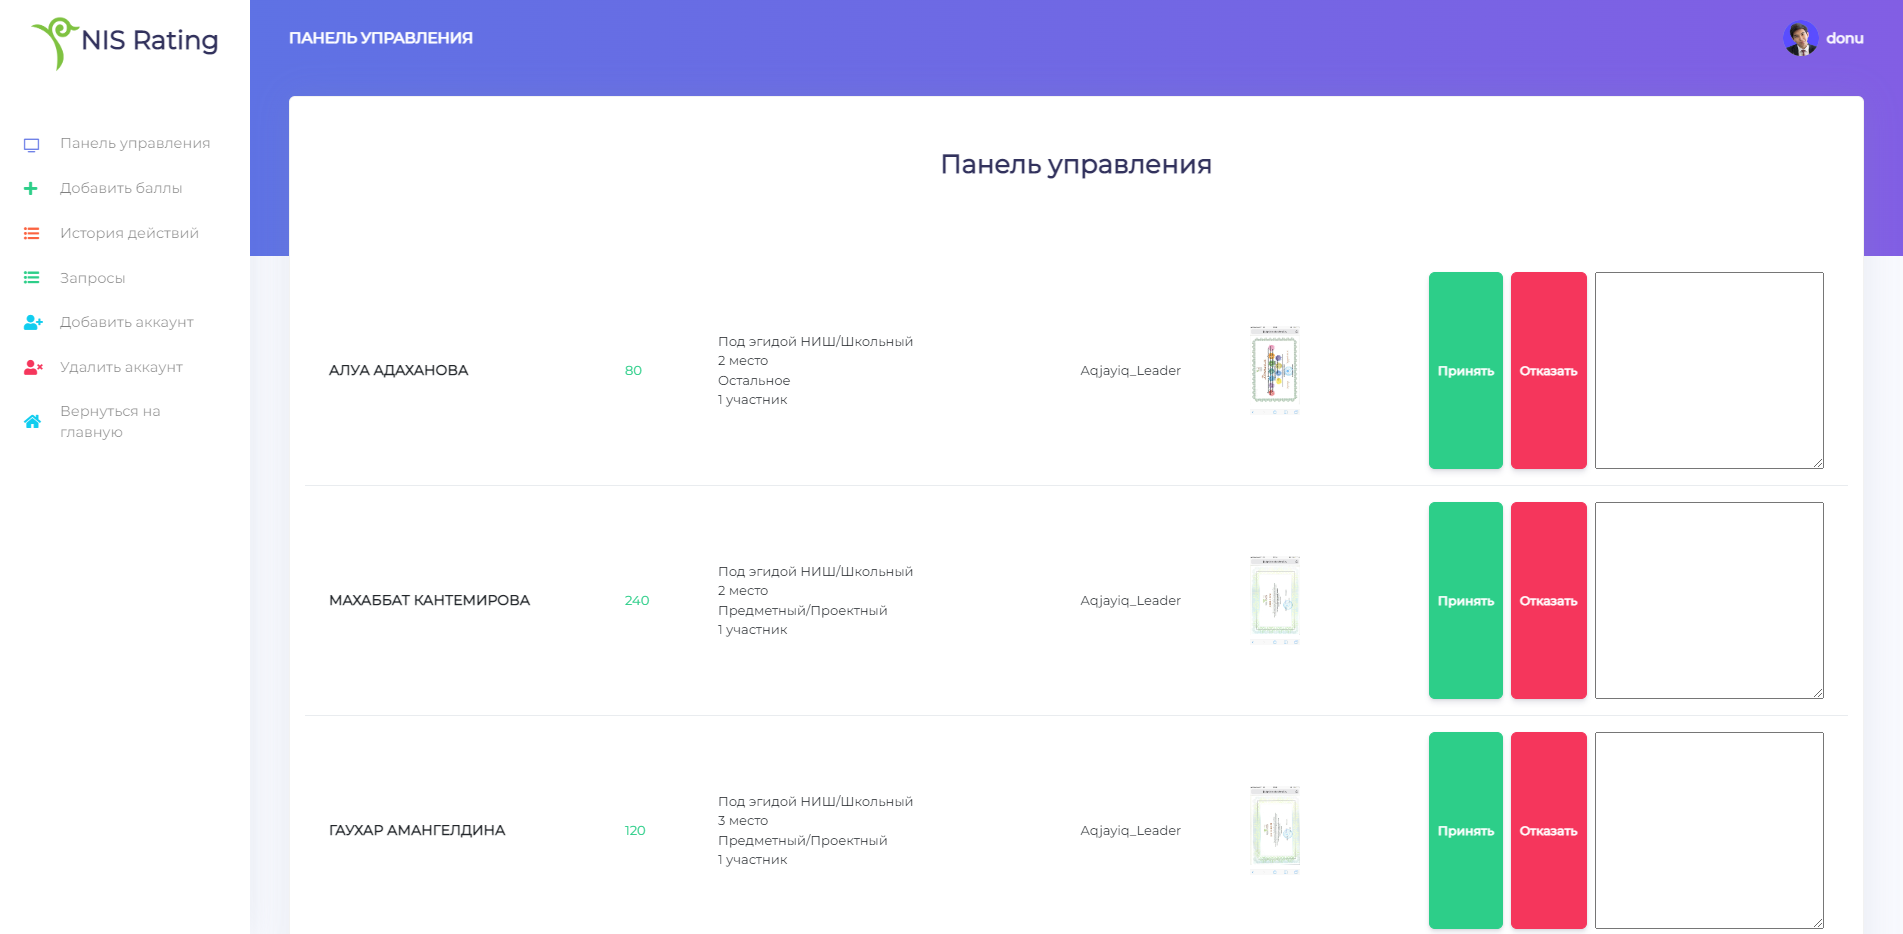 NIS Rating
ПАНЕЛЬ УПРАВЛЕНИЯ
donu
Панель управления
Добавить баллы
История действий
Запросы
Добавить аккаунт
Удалить аккаунт
Вернуться на
главную
Панель управления
АЛУА АДАХАНОВА
80
Под эгидой НИШ/Школьный
2 место
Остальное
1 участник
Aqjayiq_Leader
Принять
Отказать
МАХАББАТ КАНТЕМИРОВА
240
Под эгидой НИШ/Школьный
2 место
Предметный/Проектный
1 участник
Aqjayiq_Leader
Принять
Отказать
ГАУХАР АМАНГЕЛДИНА
120
Под эгидой НИШ/Школьный
3 место
Предметный/Проектный
1 участник
Aqjayiq_Leader
Принять
Отказать